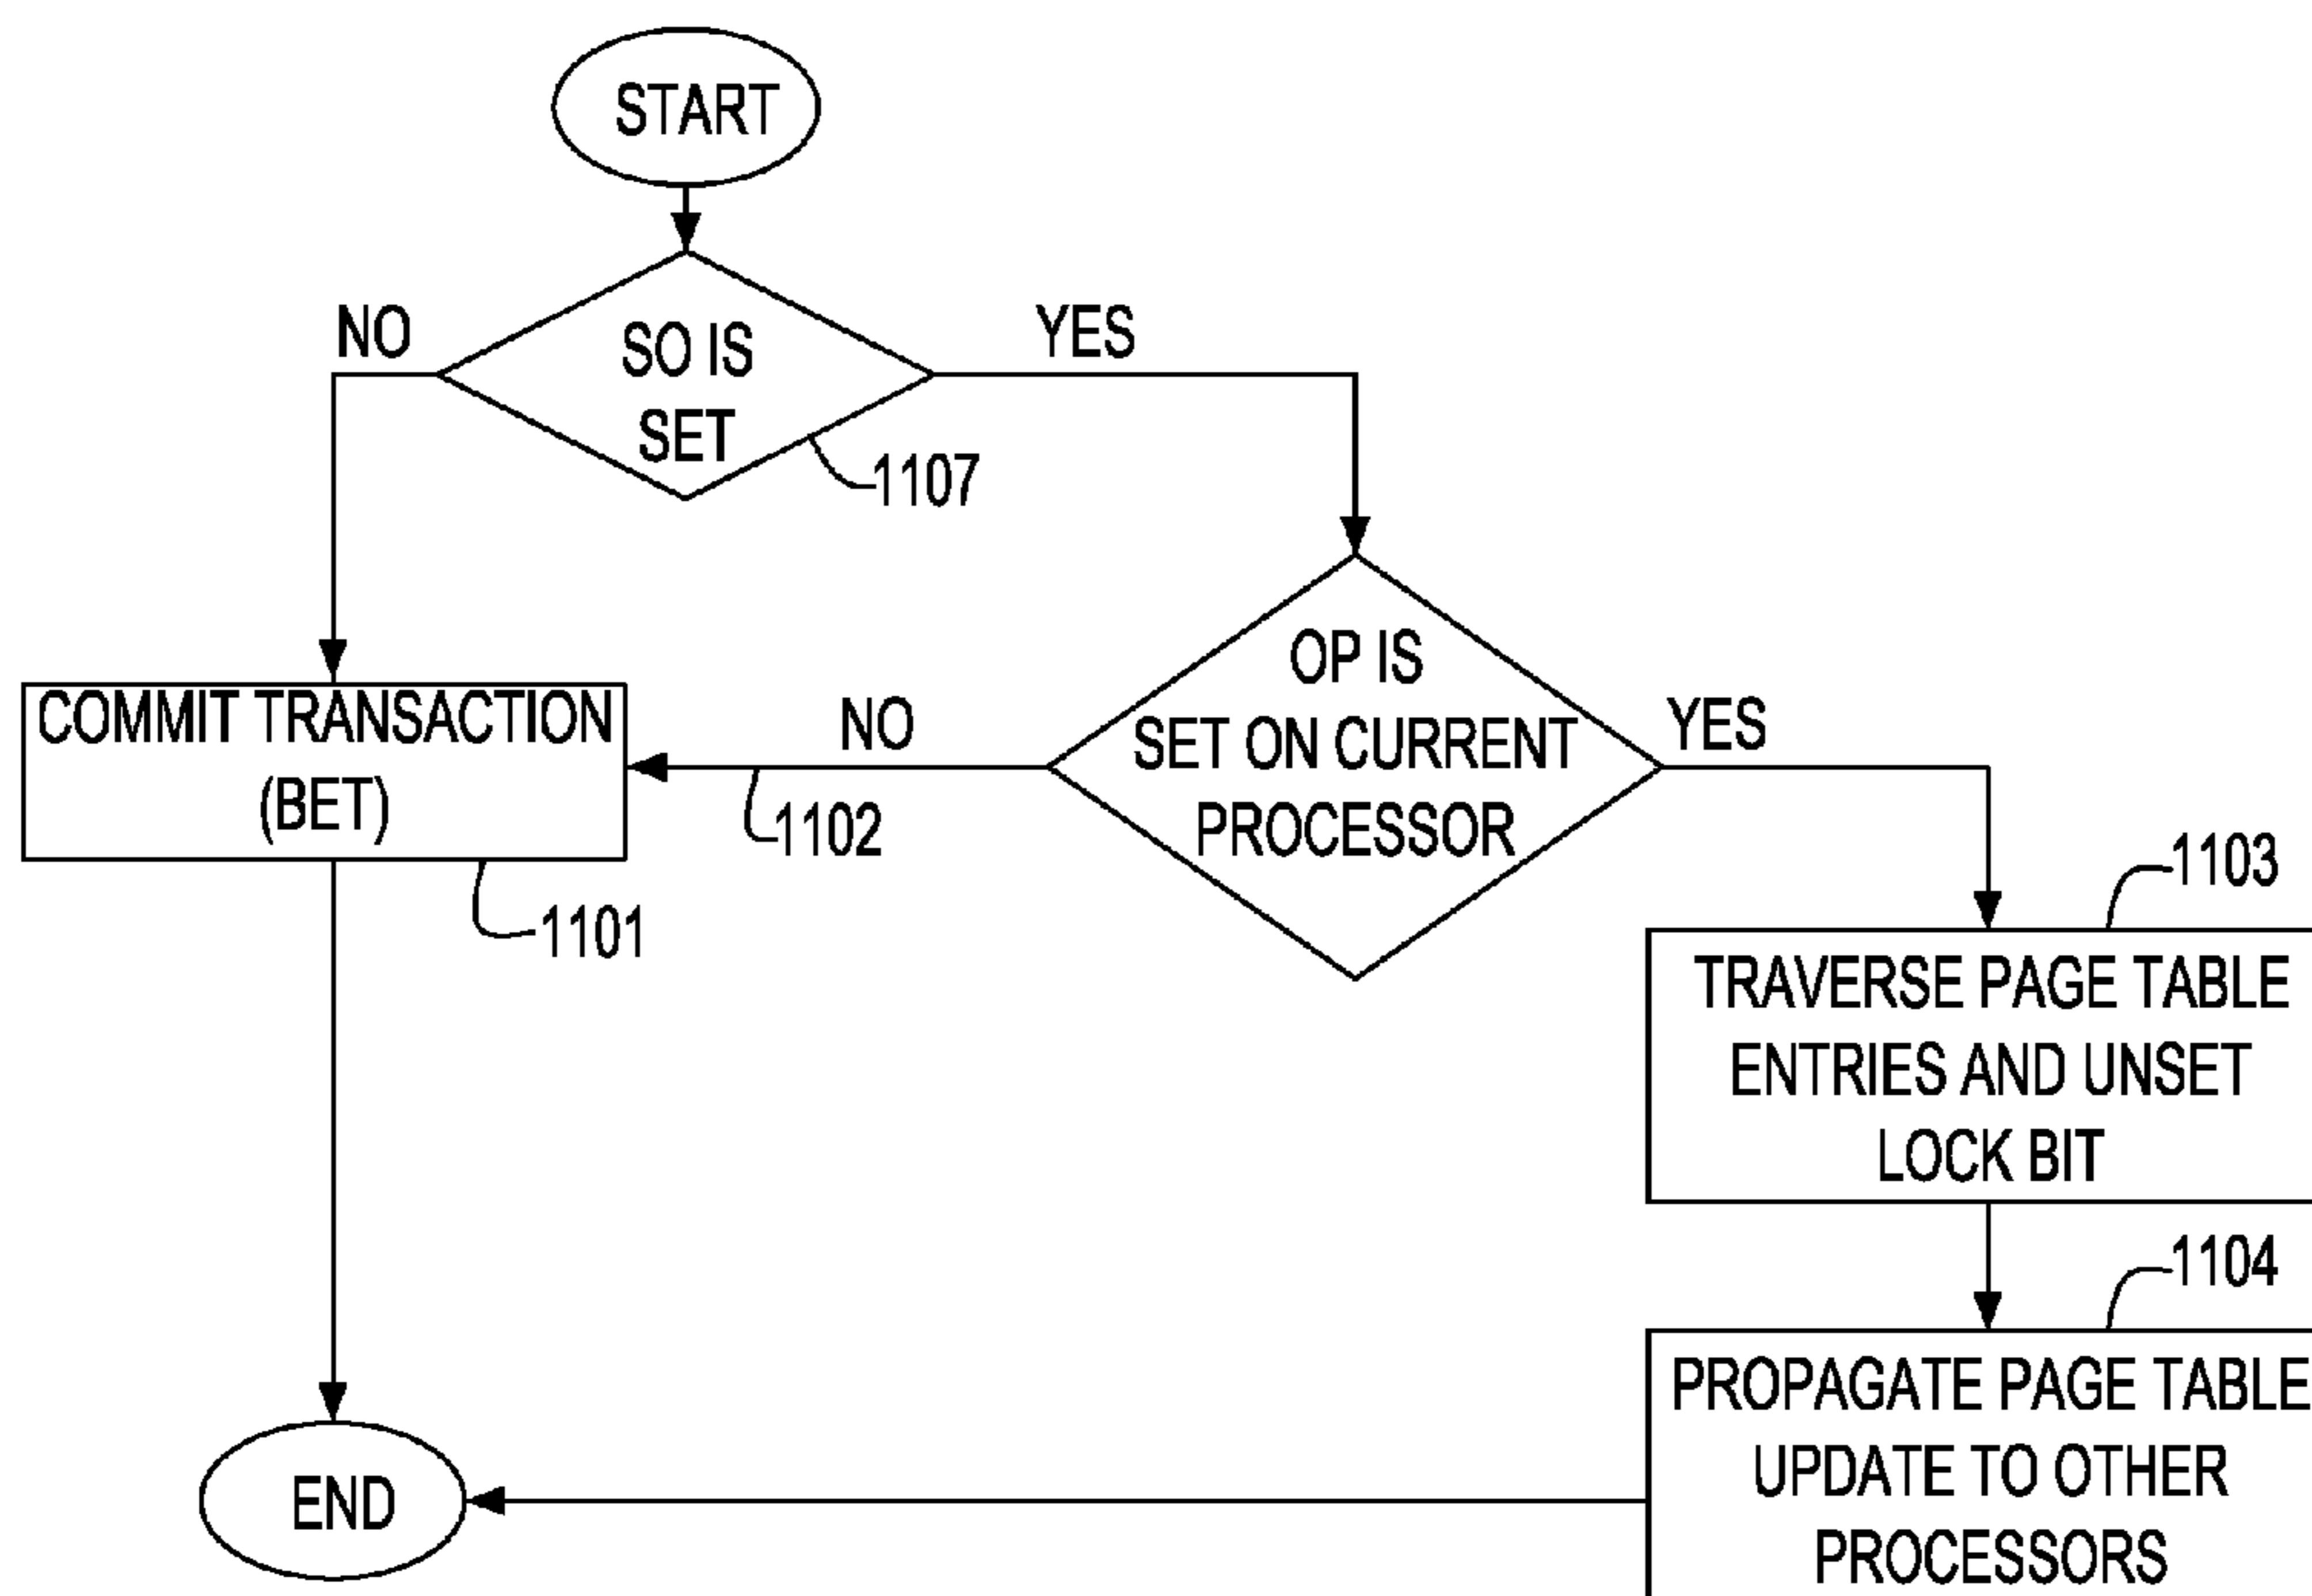 START
NO
YES
SO IS
SET
1107
OP IS
SET ON CURRENT
PROCESSOR
NO
YES
COMMIT TRANSACTION
(BET)
1102
1101
1103
TRAVERSE PAGE TABLE
ENTRIES AND UNSET
LOCK BIT
1104
PROPAGATE PAGE TABLE
UPDATE TO OTHER
PROCESSORS
END